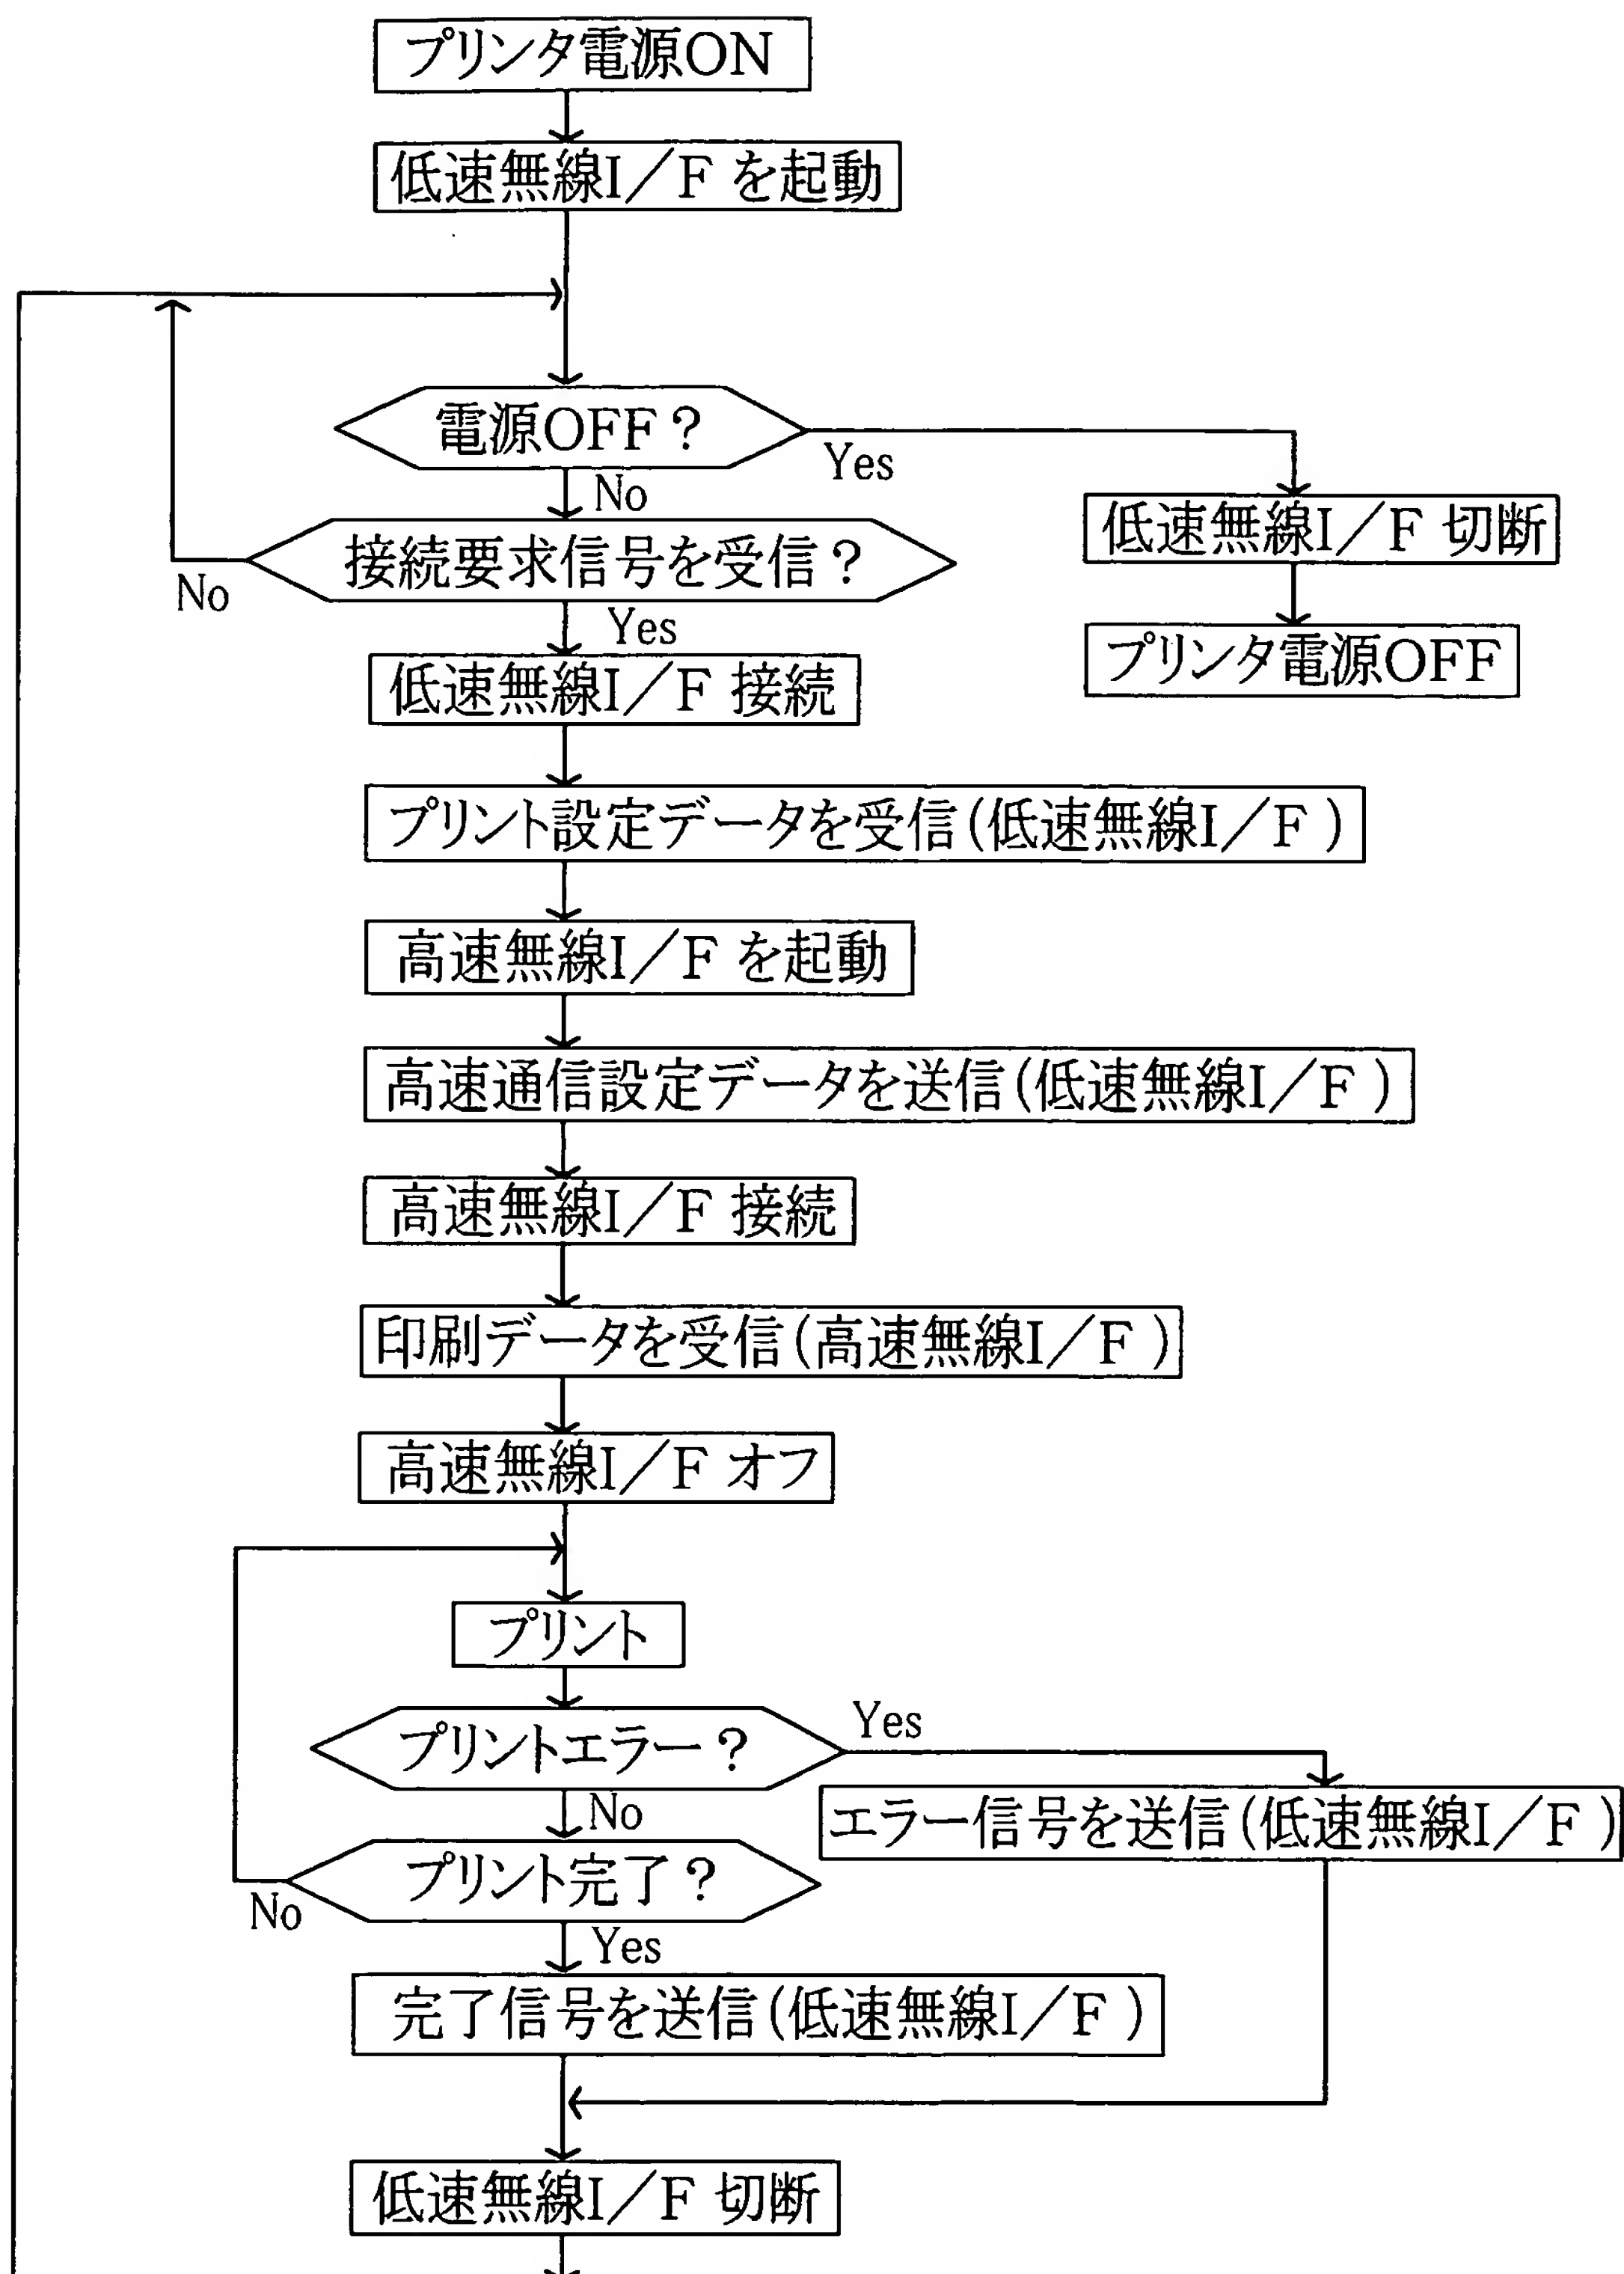 プリンタ電源ON
低速無線I／F を起動
電源OFF？
Yes
No
接続要求信号を受信？
No
Yes
低速無線I／F 切断
プリンタ電源OFF
低速無線I／F 接続
プリント設定データを受信(低速無線I／F )
高速無線I／F を起動
高速通信設定データを送信(低速無線I／F )
高速無線I／F 接続
印刷データを受信(高速無線I／F )
高速無線I／F オフ
プリント
プリントエラー？
Yes
No
エラー信号を送信(低速無線I／F )
プリント完了？
No
Yes
完了信号を送信(低速無線I／F )
低速無線I／F 切断